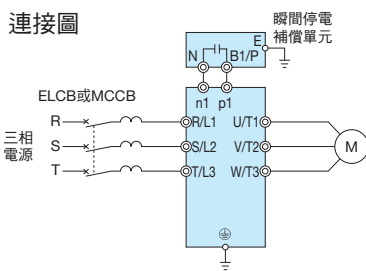 連接圖
瞬間停電
補償單元
E
N
B1/P
n1 p1
ELCB或MCCB
三相
電源
R
S
T
R/L1 U/T1
S/L2 V/T2
T/L3 W/T3
M